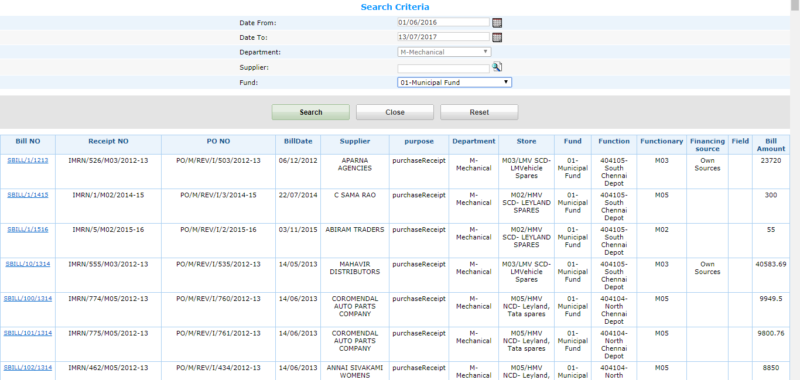 Search Criteria
Date From: 01/06/2016
Date To: 13/07/2017
Department: M-Mechanical
Supplier:
Fund: 01-Municipal Fund
Search Close Reset
Bill NO Receipt NO PO NO BillDate Supplier purpose Department Store Fund Function Functionary Financing source Field Bill Amount
SBILL/1/1213 IMRN/526/M03/2012-13 PO/M/REV/I/503/2012-13 06/12/2012 APARNA AGENCIES purchaseReceipt M-Mechanical M03/LMV SCD-LMVehicle Spares 01-Municipal Fund 404105-South Chennai Depot M03 Own Sources 23720
SBILL/1/1415 IMRN/1/M02/2014-15 PO/M/REV/I/3/2014-15 22/07/2014 C SAMA RAO purchaseReceipt M-Mechanical M02/HMV SCD- LEYLAND SPARES 01-Municipal Fund 404105-South Chennai Depot M05 300
SBILL/1/1516 IMRN/5/M02/2015-16 PO/M/REV/I/2/2015-16 03/11/2015 ABIRAM TRADERS purchaseReceipt M-Mechanical M02/HMV SCD- LEYLAND SPARES 01-Municipal Fund 404105-South Chennai Depot M02 55
SBILL/10/1314 IMRN/555/M03/2012-13 PO/M/REV/I/535/2012-13 14/05/2013 MAHAVIR DISTRIBUTORS purchaseReceipt M-Mechanical M03/LMV SCD-LMVehicle Spares 01-Municipal Fund 404105-South Chennai Depot M03 Own Sources 40583.69
SBILL/100/1314 IMRN/774/M05/2012-13 PO/M/REV/I/760/2012-13 14/06/2013 COROMENDAL AUTO PARTS COMPANY purchaseReceipt M-Mechanical M05/HMV NCD- Leyland, Tata spares 01-Municipal Fund 404104-North Chennai Depot M05 9949.5
SBILL/101/1314 IMRN/775/M05/2012-13 PO/M/REV/I/761/2012-13 14/06/2013 COROMENDAL AUTO PARTS COMPANY purchaseReceipt M-Mechanical M05/HMV NCD- Leyland, Tata spares 01-Municipal Fund 404104-North Chennai Depot M05 9800.76
SBILL/102/1314 IMRN/462/M05/2012-13 PO/M/REV/I/434/2012-13 14/06/2013 ANNAI SIVAKAMI WOMENS purchaseReceipt M-Mechanical M05/HMV NCD- Leyland, 01-Municipal 404104-North M05 8850